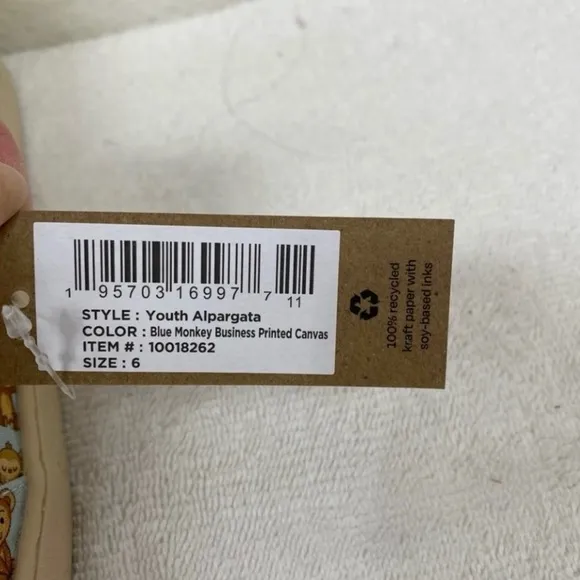 1 95703 16997 7 11
STYLE : Youth Alpargata
COLOR : Blue Monkey Business Printed Canvas
ITEM # : 10018262
SIZE : 6
100% recycled
kraft paper with
soy-based inks